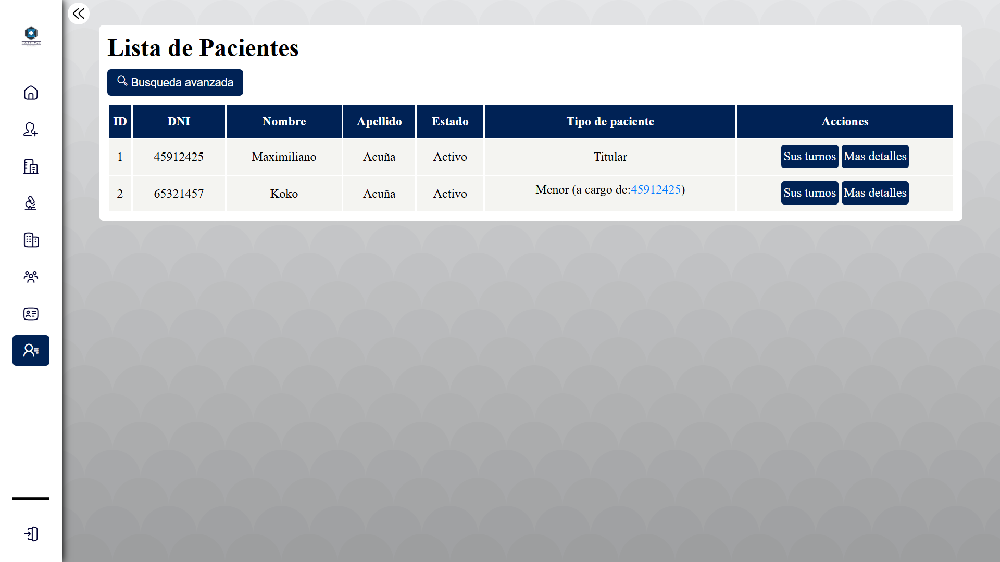 HOSPITAL
Lista de Pacientes
Busqueda avanzada
ID DNI Nombre Apellido Estado Tipo de paciente Acciones
1 45912425 Maximiliano Acuña Activo Titular Sus turnos Mas detalles
2 65321457 Koko Acuña Activo Menor (a cargo de:45912425) Sus turnos Mas detalles